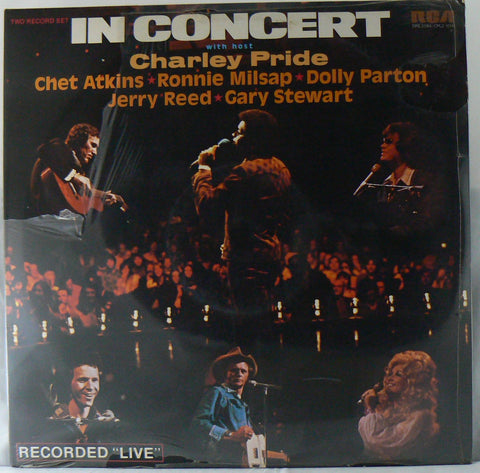 TWO RECORD SET
IN CONCERT
RCA
with host
Charley Pride
Chet Atkins ★ Ronnie Milsap ★ Dolly Parton
Jerry Reed ★ Gary Stewart
RECORDED "LIVE"